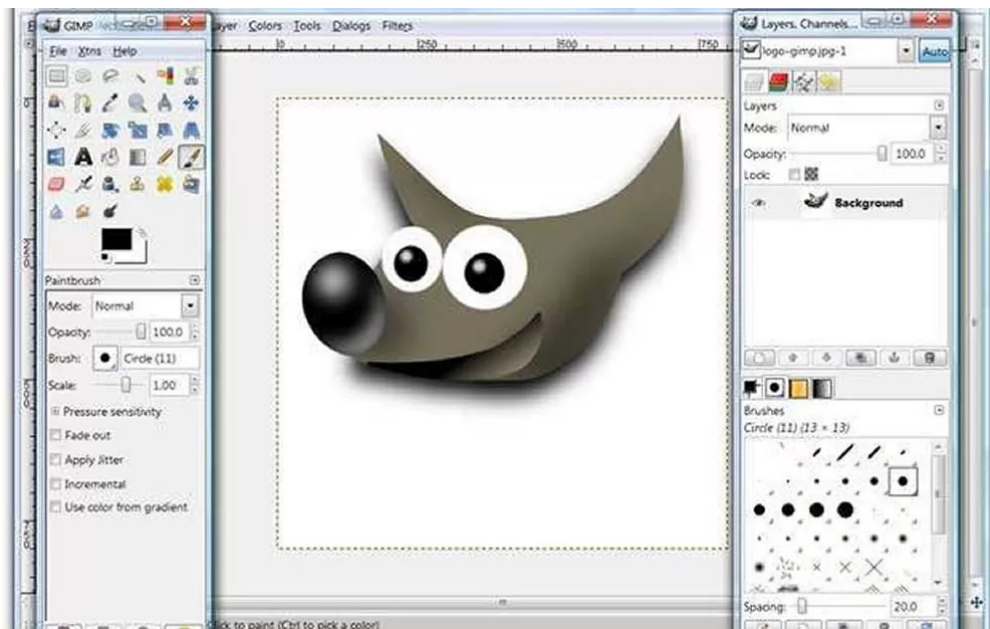 GIMP
ayer Colors Tools Dialogs Filters
Layers, Channels...
File Xtns Help
0 250 500 750
logo-gimp.jpg-1
Auto
Layers
Mode: Normal
Opacity: 100.0
Lock:
Background
Paintbrush
Mode: Normal
Opacity: 100.0
Brush: Circle (11)
Scale: 1.00
Pressure sensitivity
Fade out
Apply Jitter
Incremental
Use color from gradient
Brushes
Circle (11) (13 × 13)
Spacing: 20.0
Click to paint (Ctrl to pick a color)